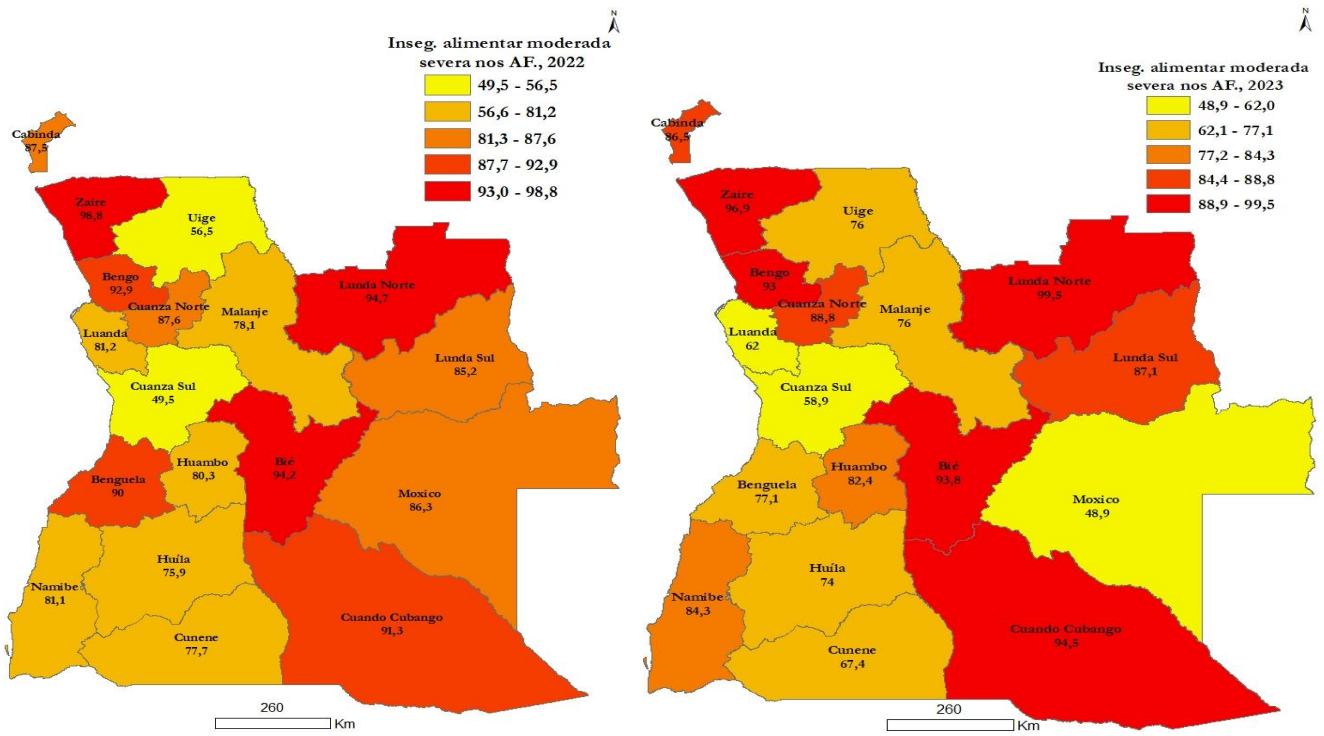 N
Inseg. alimentar moderada
severa nos AF., 2022
49,5 - 56,5
56,6 - 81,2
81,3 - 87,6
87,7 - 92,9
93,0 - 98,8
Cabinda
87,5
Zaire
98,8
Uige
56,5
Bengo
92,9
Cuanza Norte
87,6
Malanje
78,1
Lunda Norte
94,7
Luanda
81,2
Lunda Sul
85,2
Cuanza Sul
49,5
Huambo
80,3
Bié
94,2
Benguela
90
Moxico
86,3
Huíla
75,9
Namibe
81,1
Cunene
77,7
Cuando Cubango
91,3
260
Km
N
Inseg. alimentar moderada
severa nos AF., 2023
48,9 - 62,0
62,1 - 77,1
77,2 - 84,3
84,4 - 88,8
88,9 - 99,5
Cabinda
86,5
Zaire
96,9
Uige
76
Bengo
93
Cuanza Norte
88,8
Malanje
76
Lunda Norte
99,5
Luanda
62
Lunda Sul
87,1
Cuanza Sul
58,9
Huambo
82,4
Bié
93,8
Benguela
77,1
Moxico
48,9
Huíla
74
Namibe
84,3
Cunene
67,4
Cuando Cubango
94,5
260
Km